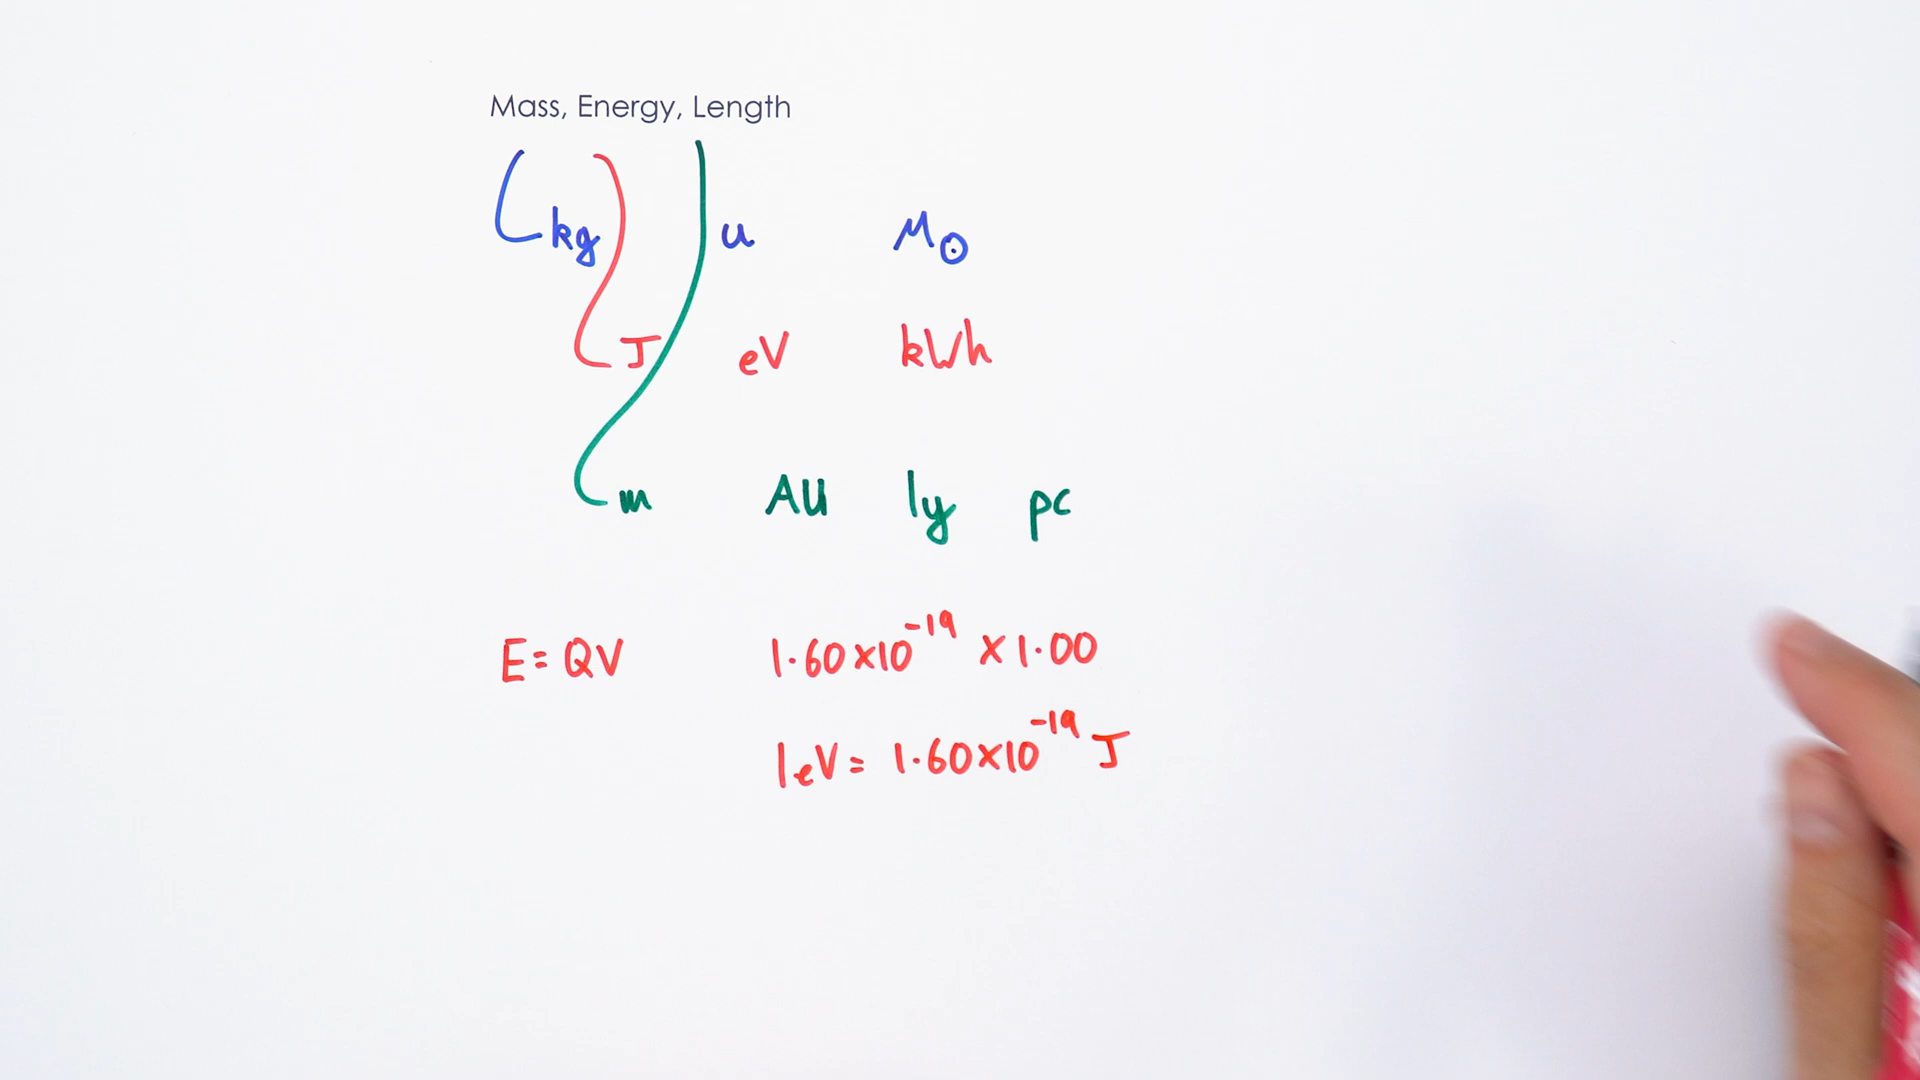 Mass, Energy, Length
kg u M☉
J eV kWh
m AU ly pc
E = QV 1.60×10⁻¹⁹ × 1.00
1eV = 1.60×10⁻¹⁹ J